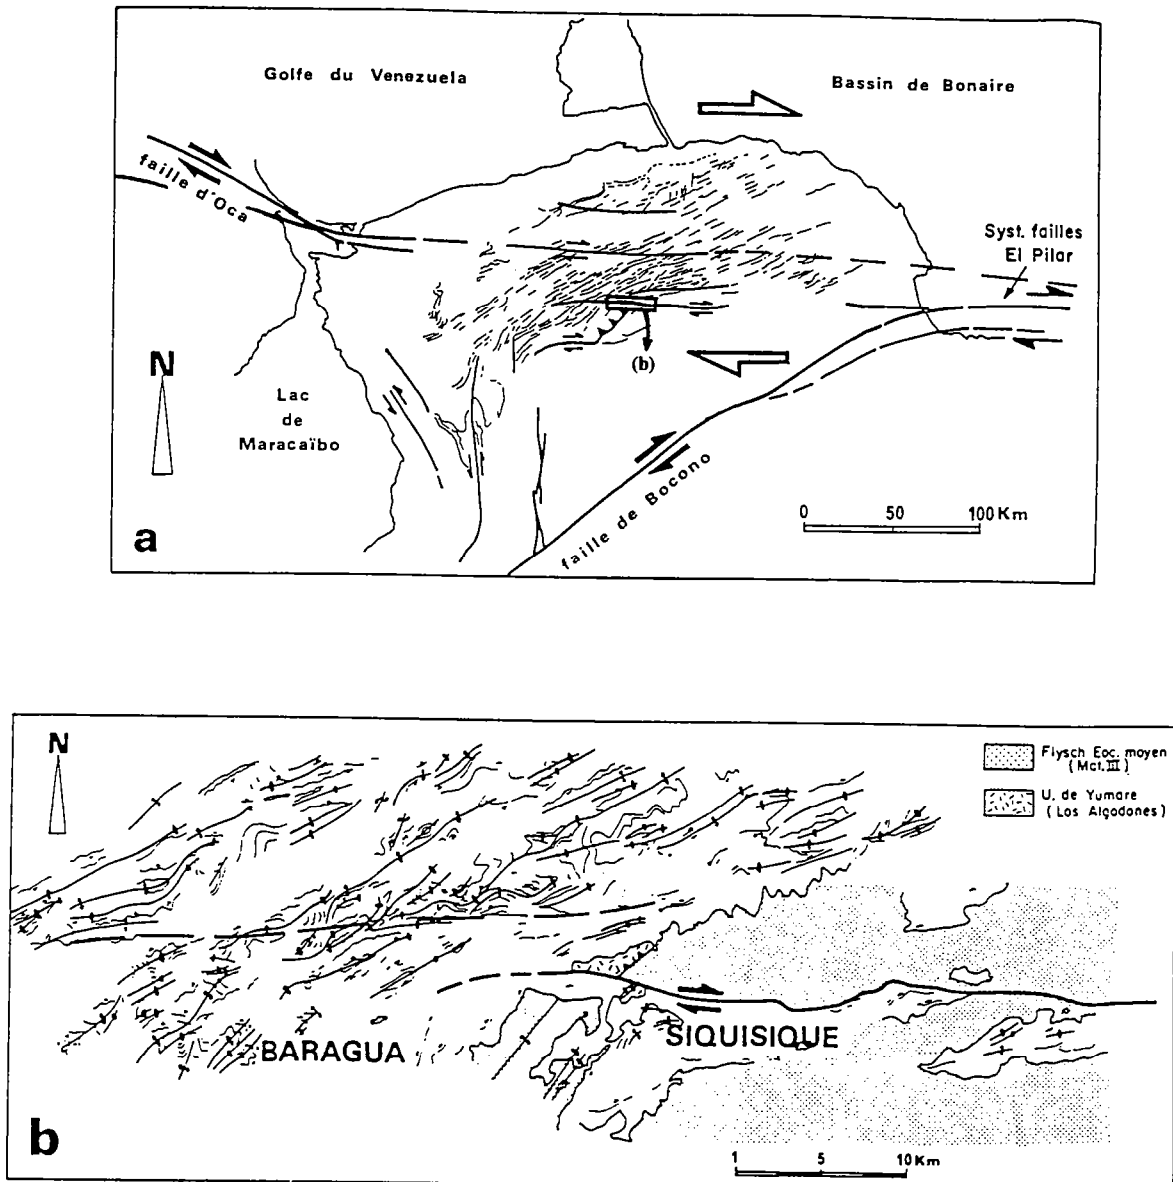 Golfe du Venezuela
Bassin de Bonaire
faille d'Oca
Syst. failles
El Pilar
(b)
N
Lac
de
Maracaïbo
faille de Bocono
0 50 100 Km
a
N
Flysch Eoc. moyen
(Mat. III)
U. de Yumare
(Los Algodones)
BARAGUA
SIQUISIQUE
b
1 5 10 Km